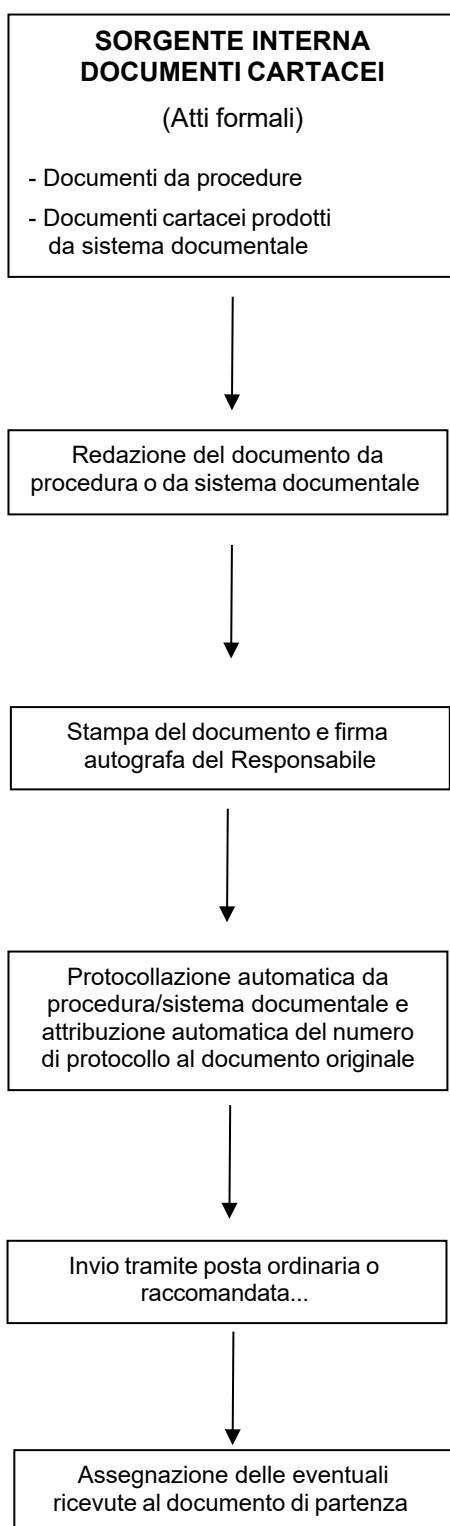 SORGENTE INTERNA
DOCUMENTI CARTACEI
(Atti formali)
- Documenti da procedure
- Documenti cartacei prodotti
da sistema documentale
Redazione del documento da
procedura o da sistema documentale
Stampa del documento e firma
autografa del Responsabile
Protocollazione automatica da
procedura/sistema documentale e
attribuzione automatica del numero
di protocollo al documento originale
Invio tramite posta ordinaria o
raccomandata...
Assegnazione delle eventuali
ricevute al documento di partenza